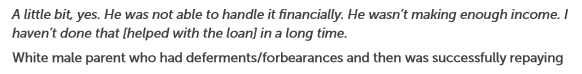 A little bit, yes. He was not able to handle it financially. He wasn’t making enough income. I
haven’t done that [helped with the loan] in a long time.
White male parent who had deferments/forbearances and then was successfully repaying